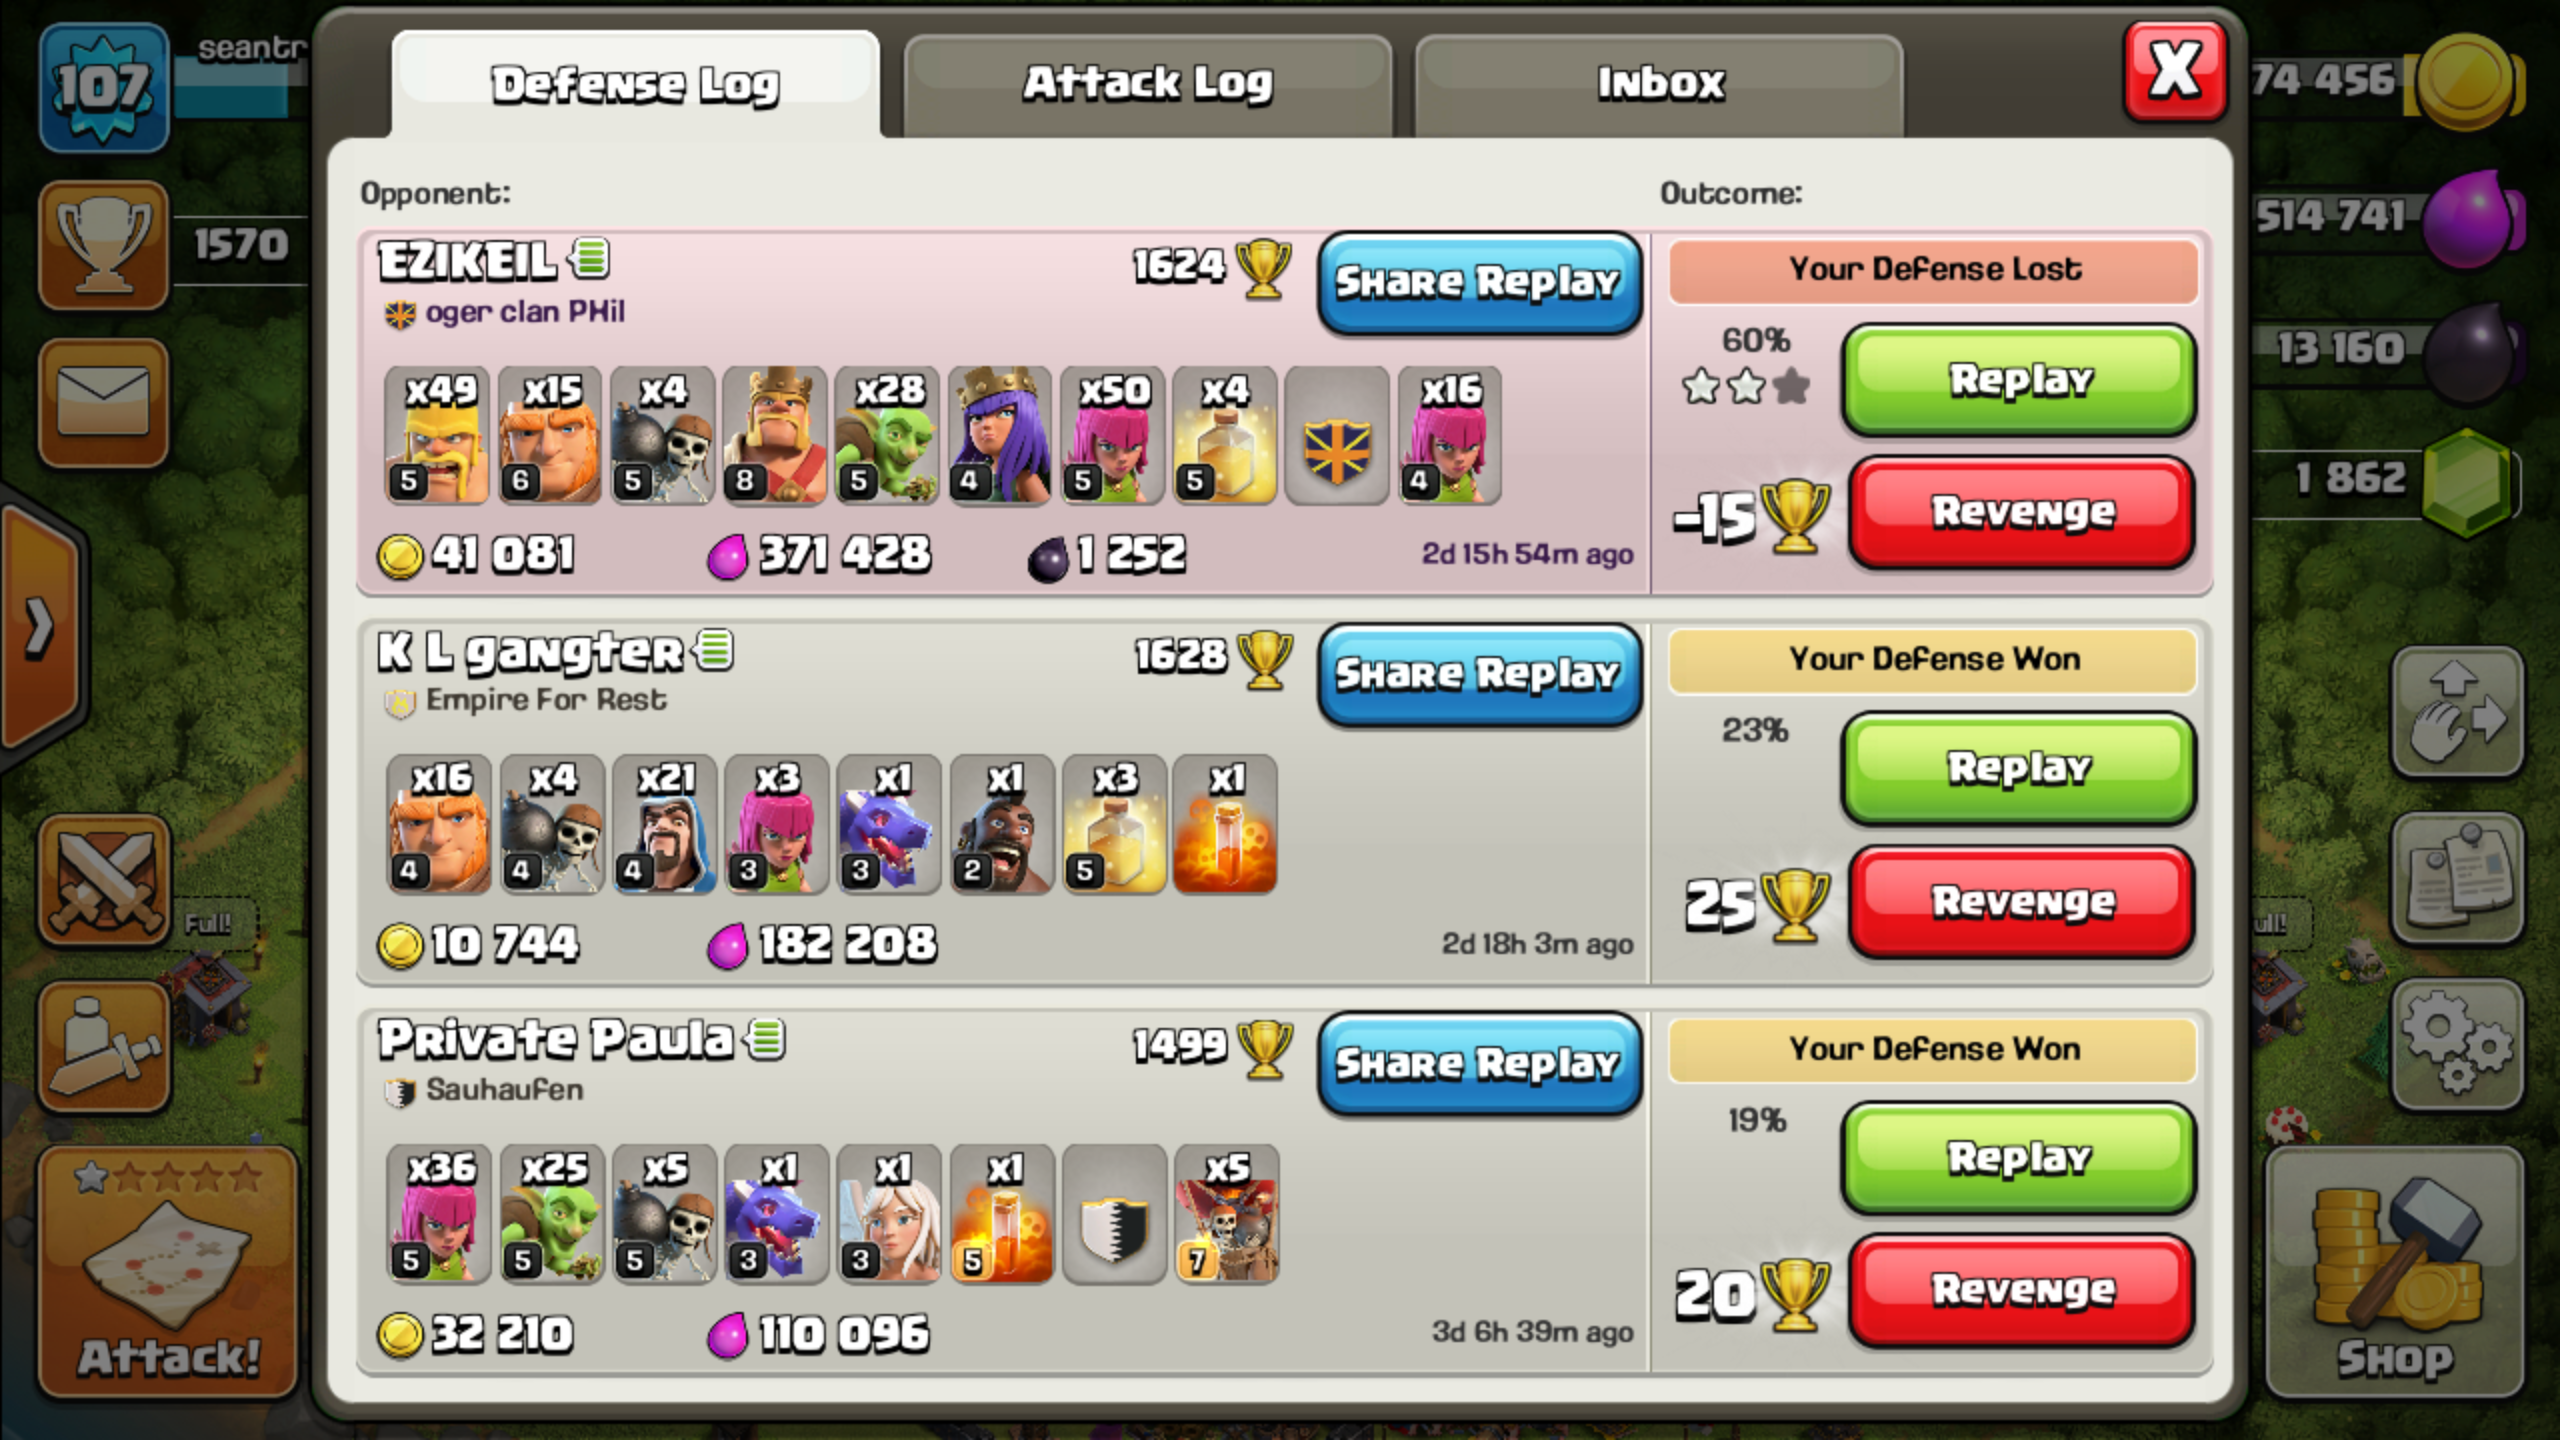 107
seantr
Defense Log
Attack Log
Inbox
X
74 456
1570
514 741
13 160
1 862
Opponent:
Outcome:
EZIKEIL
1624
Share Replay
Your Defense Lost
oger clan PHil
60%
Replay
x49 x15 x4 x28 x50 x4 x16
5 6 5 8 5 4 5 5 4
-15
Revenge
41 081
371 428
1 252
2d 15h 54m ago
K L gangter
1628
Share Replay
Your Defense Won
Empire For Rest
23%
Replay
x16 x4 x21 x3 x1 x1 x3 x1
4 4 4 3 3 2 5
25
Revenge
10 744
182 208
2d 18h 3m ago
Full!
ull!
Private Paula
1499
Share Replay
Your Defense Won
Sauhaufen
19%
Replay
x36 x25 x5 x1 x1 x1 x5
5 5 5 3 3 5 7
20
Revenge
32 210
110 096
3d 6h 39m ago
Attack!
Shop